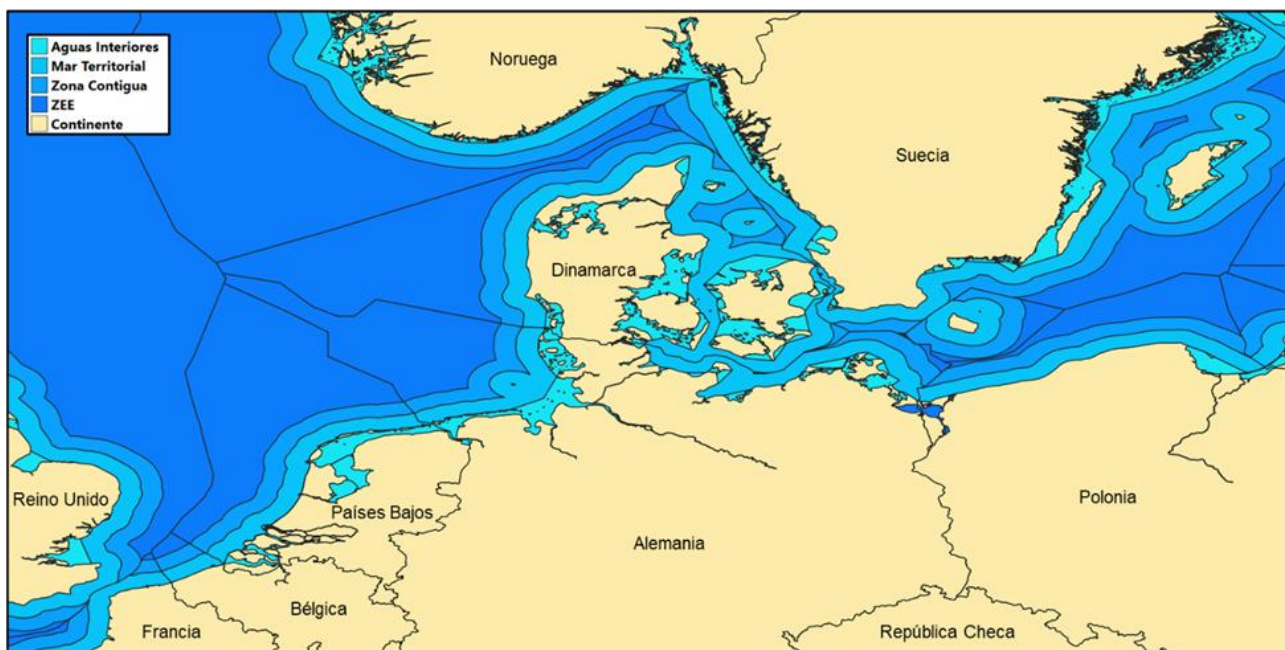 Aguas Interiores
Mar Territorial
Zona Contigua
ZEE
Continente
Noruega
Suecia
Dinamarca
Reino Unido
Países Bajos
Polonia
Alemania
Bélgica
Francia
República Checa